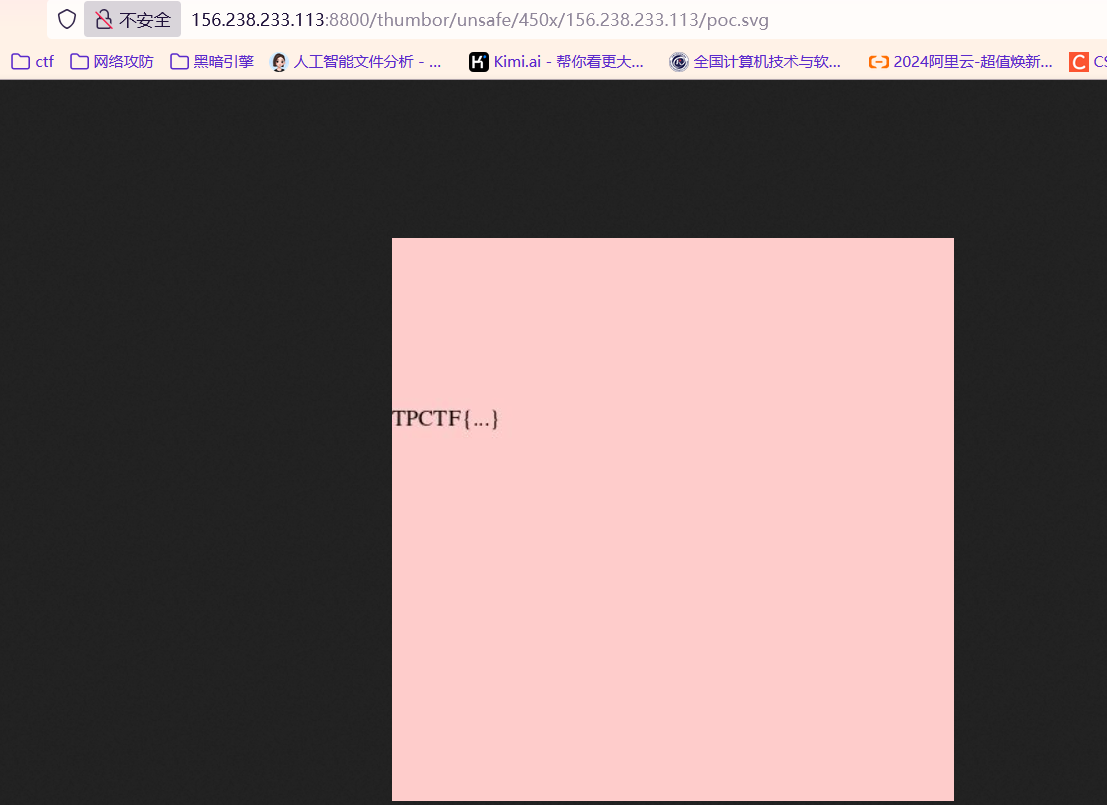 不安全 156.238.233.113:8800/thumbor/unsafe/450x/156.238.233.113/poc.svg
ctf 网络攻防 黑暗引擎 人工智能文件分析 - ... Kimi.ai - 帮你看更大... 全国计算机技术与软... 2024阿里云-超值焕新... CS
TPCTF{...}